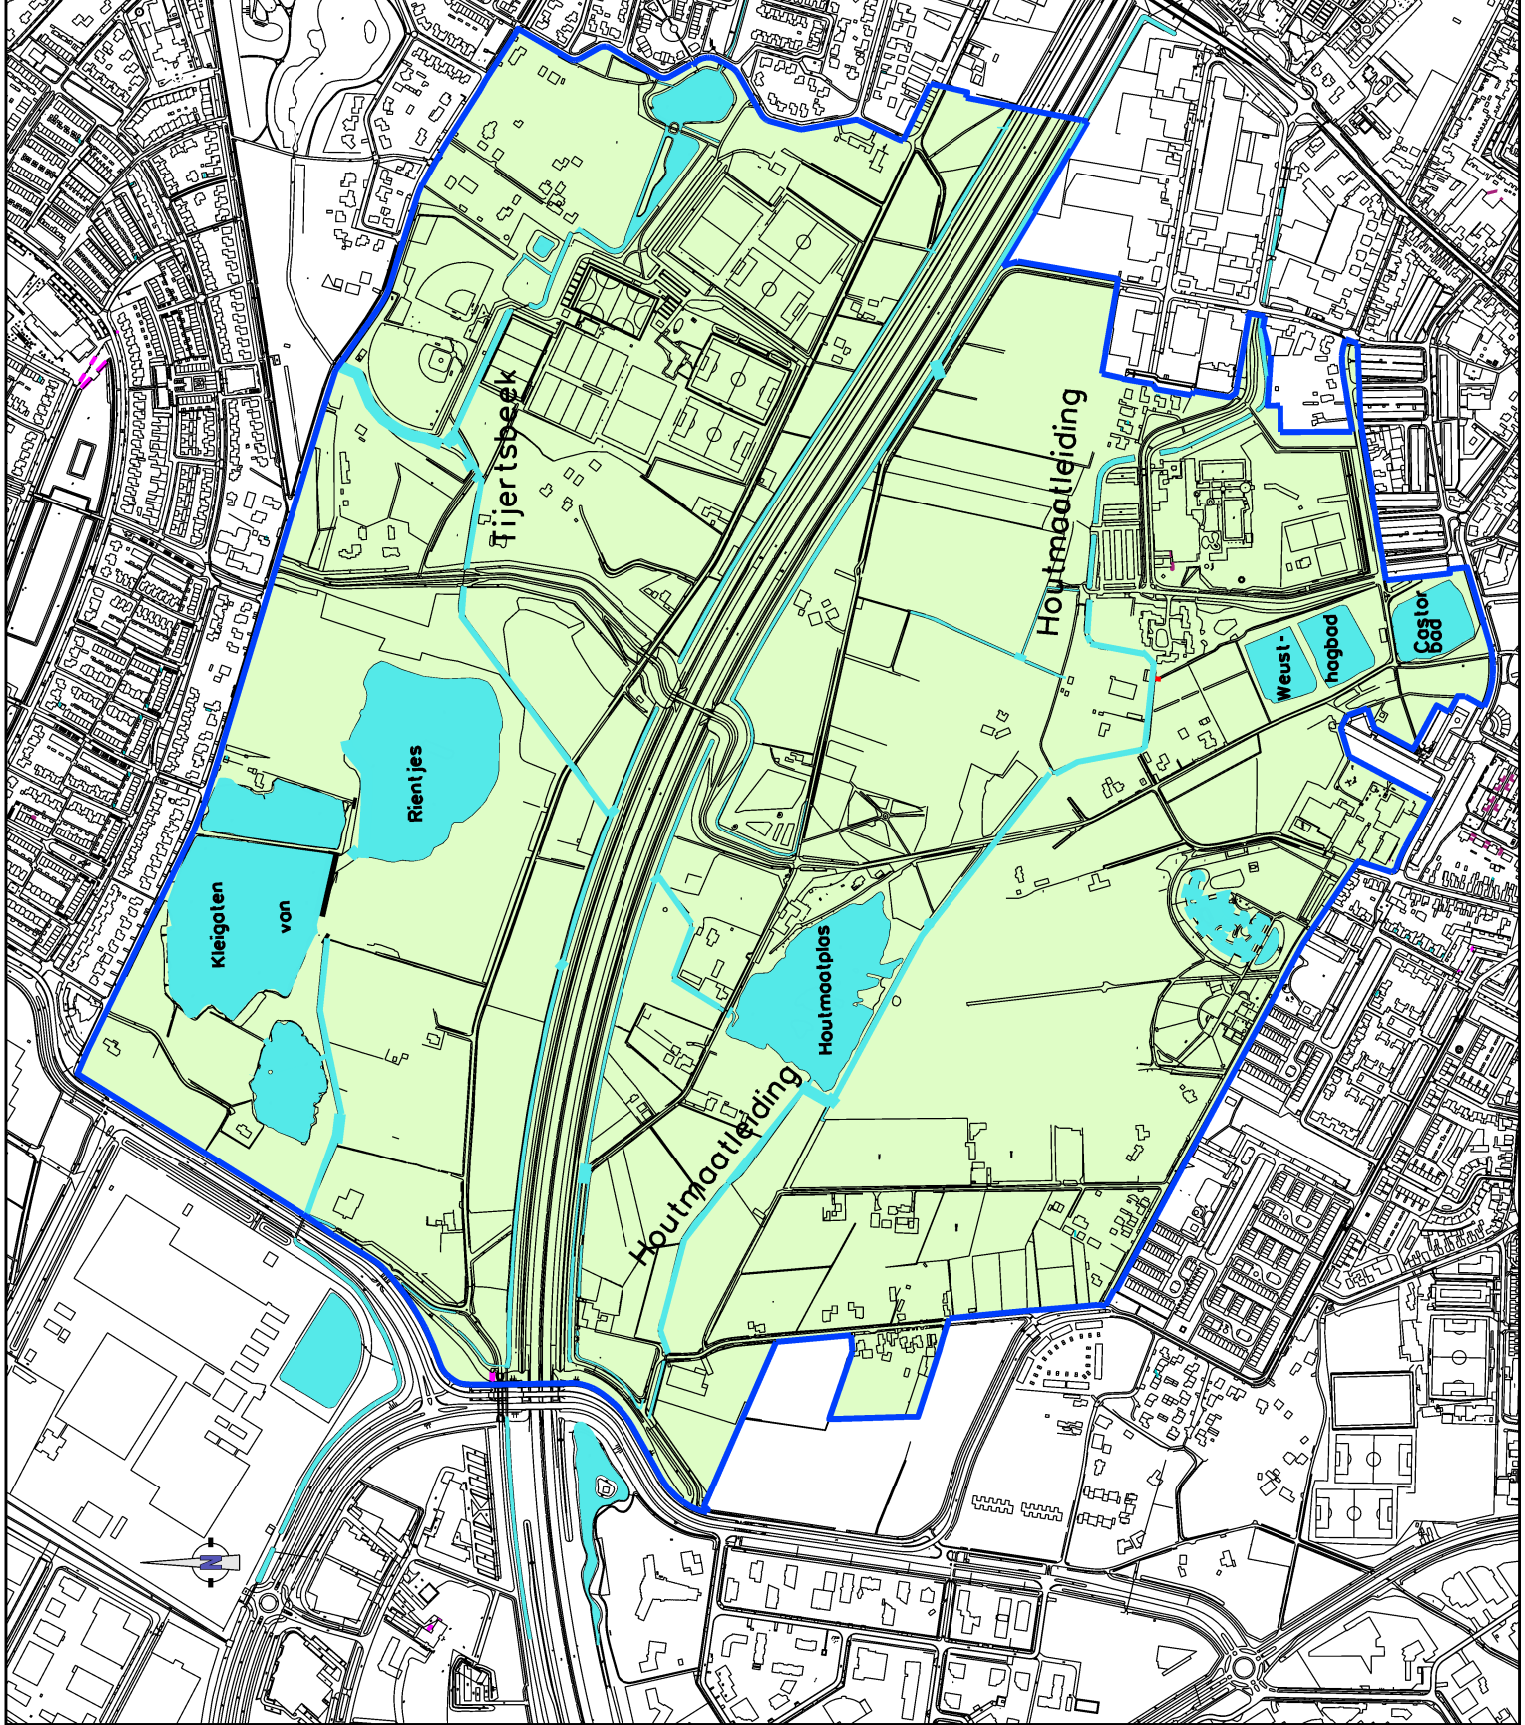 Tijertsbeek
Houtmaatleiding
Rientjes
Kleigaten
van
Houtmaatplas
Houtmaatleiding
Weust-
hagbad
Castor
bad
N